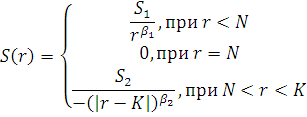 S(r) = { S₁ / r^β₁ , при r < N
0, при r = N
S₂ / −(|r − K|)^β₂ , при N < r < K